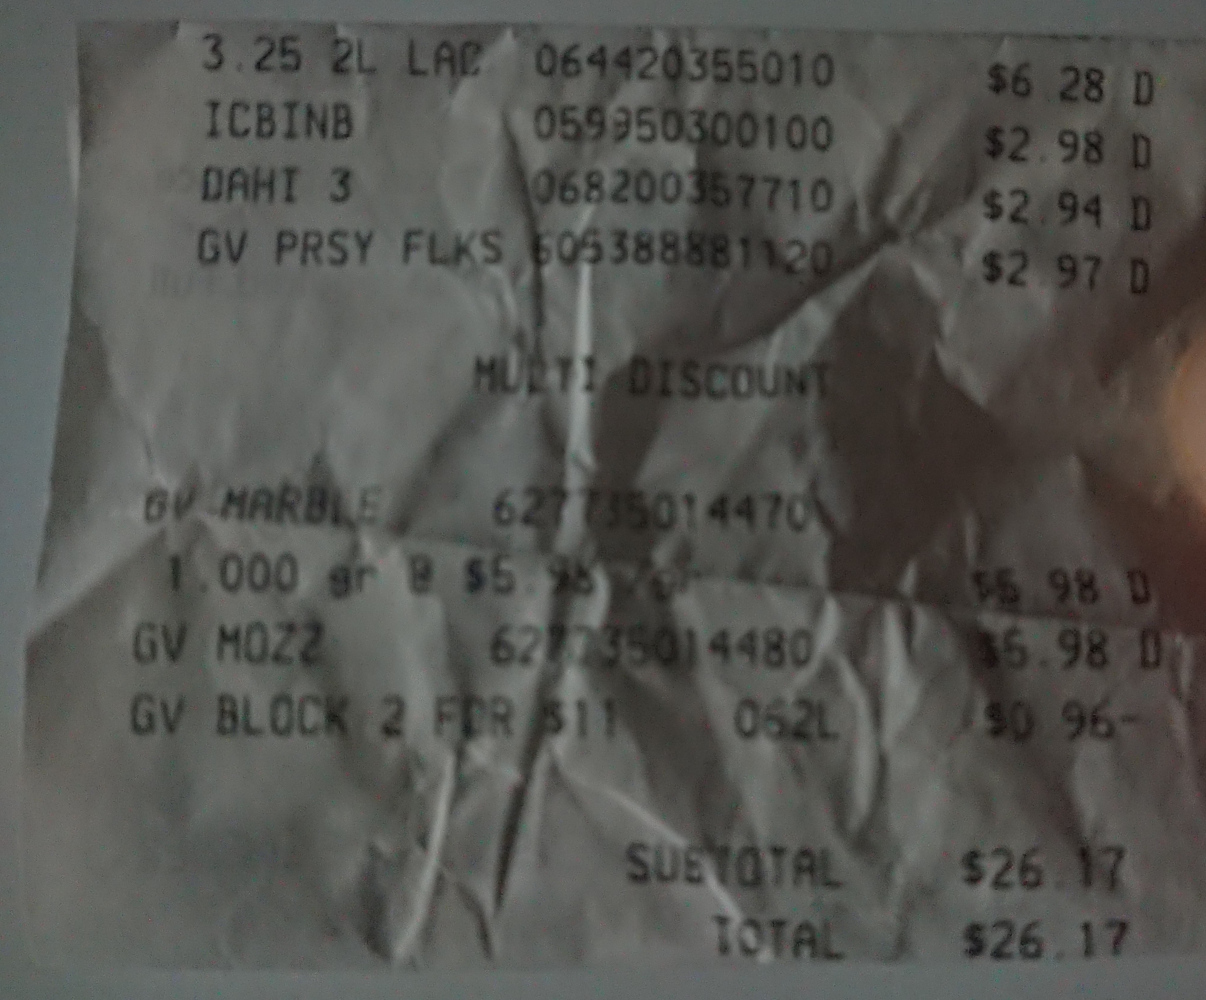 3.25 2L LAC 064420355010 $6.28 D
ICBINB 059950300100 $2.98 D
DAHI 3 068200357710 $2.94 D
GV PRSY FLKS 605388881120 $2.97 D
MULTI DISCOUNT
GV MARBLE 627735014470
1.000 gr @ $5.98 /gr $5.98 D
GV MOZZ 627735014480 $5.98 D
GV BLOCK 2 FOR $11 062L $0.96-
SUBTOTAL $26.17
TOTAL $26.17